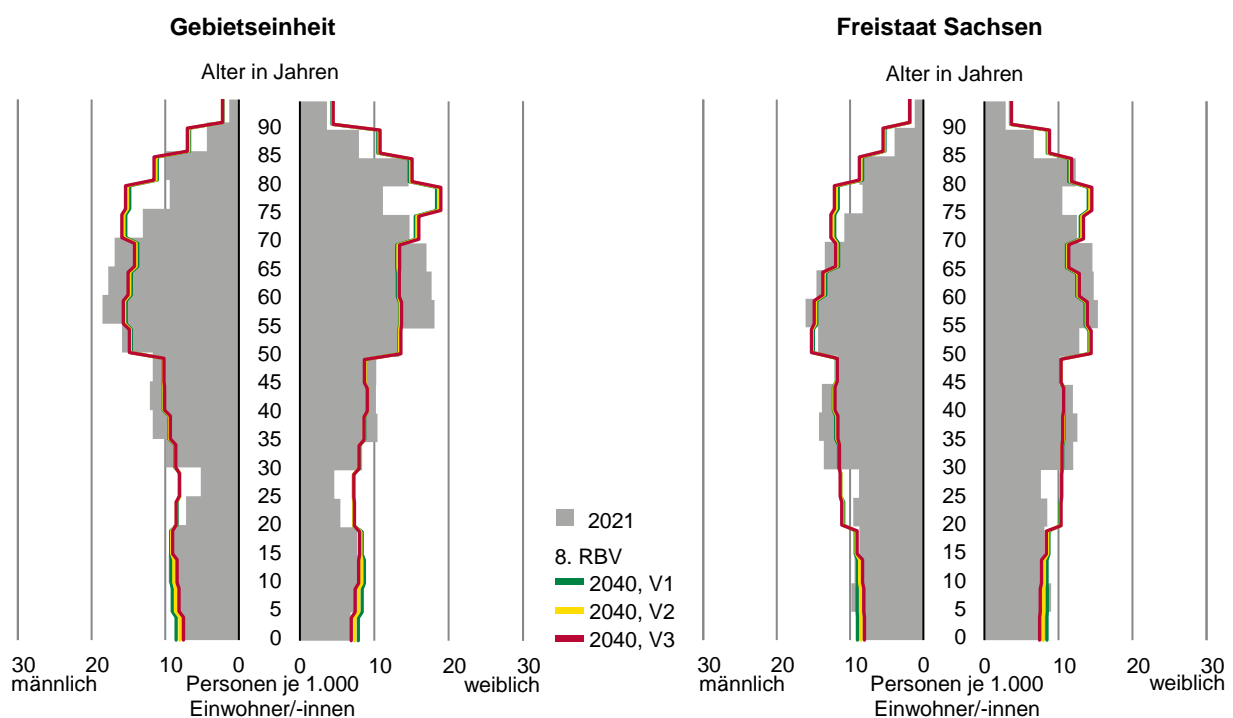 Gebietseinheit
Alter in Jahren
90
85
80
75
70
65
60
55
50
45
40
35
30
25
20
15
10
5
0
30 20 10 0 0 10 20 30
männlich Personen je 1.000 weiblich
Einwohner/-innen
2021
8. RBV
2040, V1
2040, V2
2040, V3
Freistaat Sachsen
Alter in Jahren
90
85
80
75
70
65
60
55
50
45
40
35
30
25
20
15
10
5
0
30 20 10 0 0 10 20 30
männlich Personen je 1.000 weiblich
Einwohner/-innen